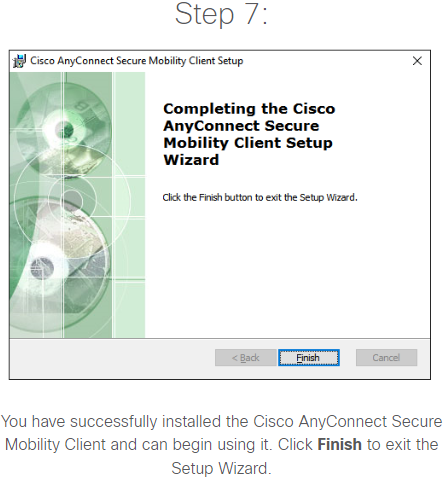 Step 7:
Cisco AnyConnect Secure Mobility Client Setup
Completing the Cisco
AnyConnect Secure
Mobility Client Setup
Wizard
Click the Finish button to exit the Setup Wizard.
< Back
Finish
Cancel
You have successfully installed the Cisco AnyConnect Secure
Mobility Client and can begin using it. Click Finish to exit the
Setup Wizard.